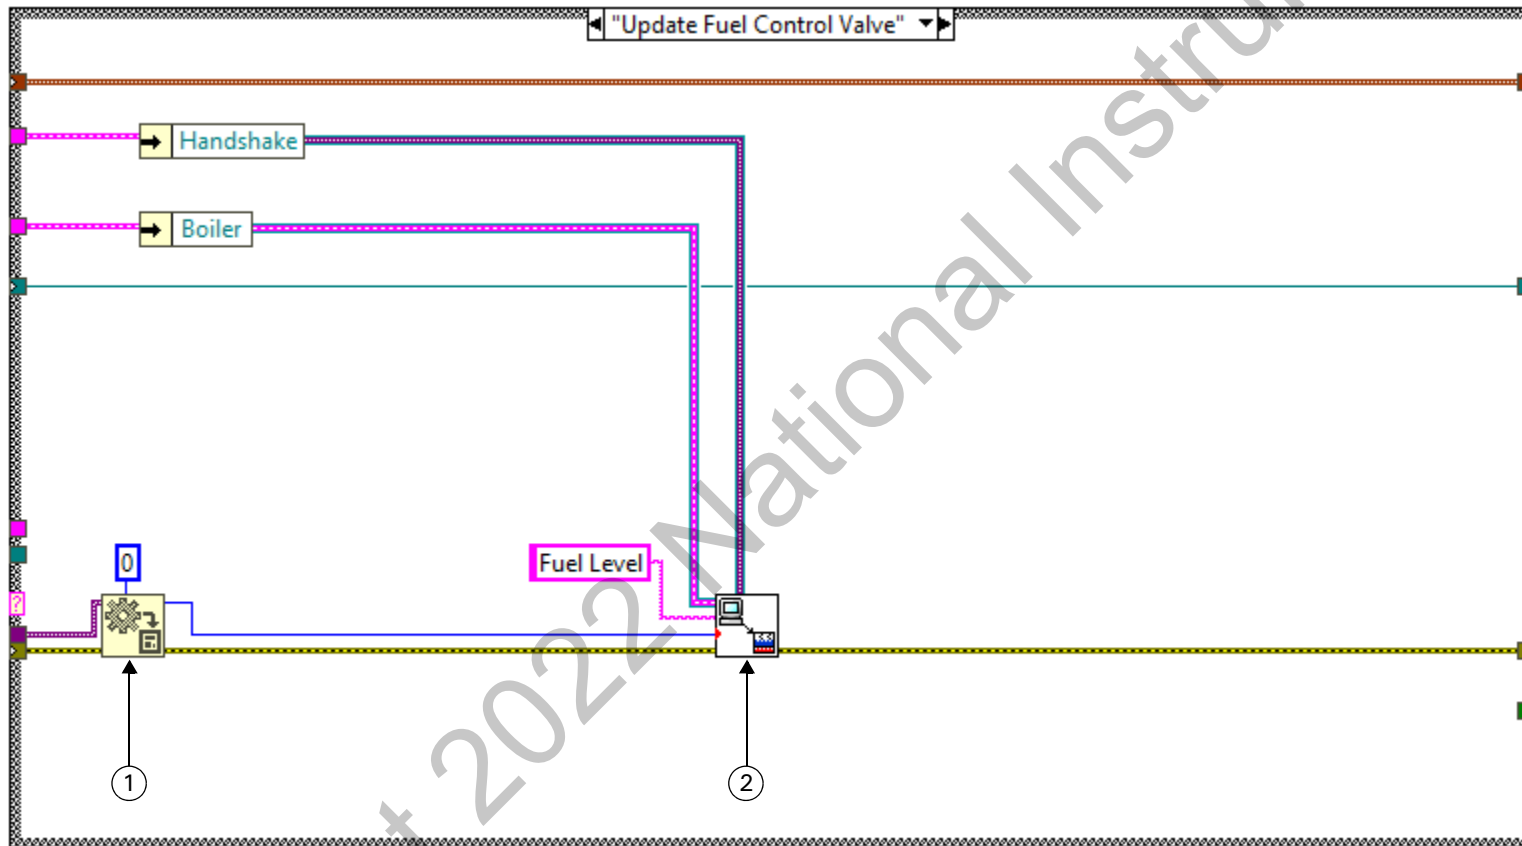 "Update Fuel Control Valve"
Handshake
Boiler
0
Fuel Level
?
1
2
t 2022 National Instru